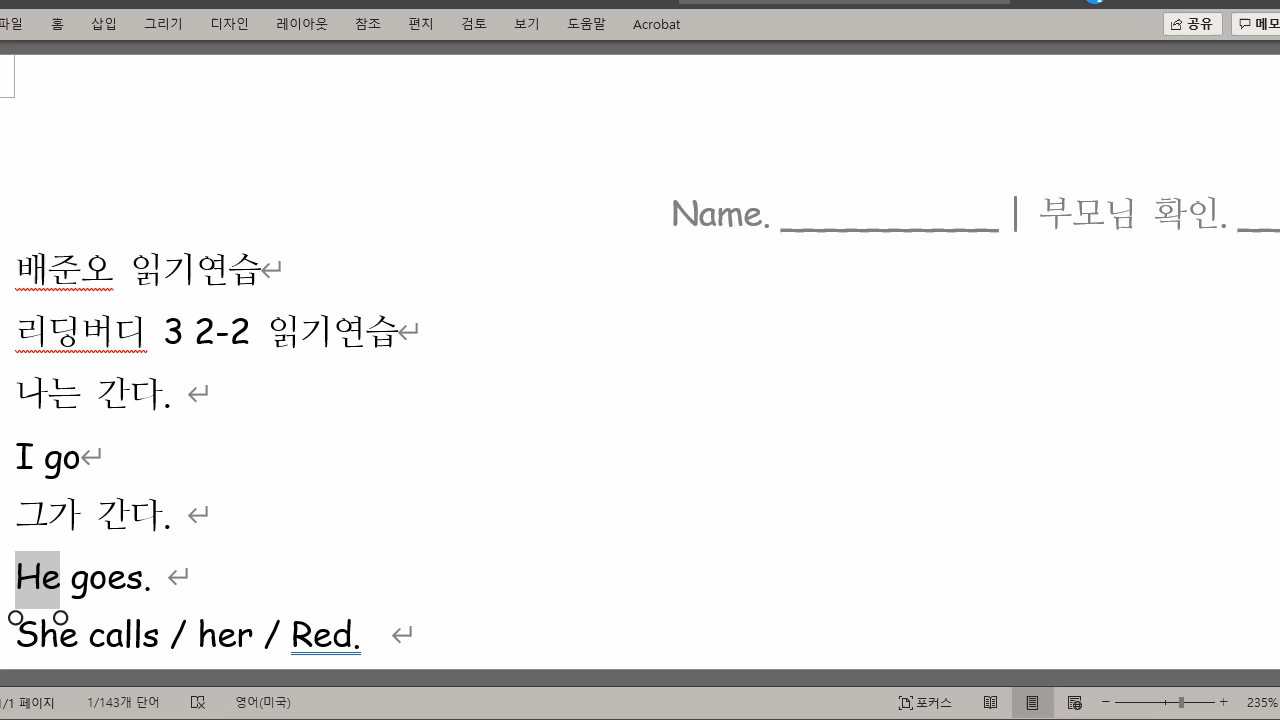 파일 홈 삽입 그리기 디자인 레이아웃 참조 편지 검토 보기 도움말 Acrobat 공유 메모
Name. __________ | 부모님 확인. __
배준오 읽기연습
리딩버디 3 2-2 읽기연습
나는 간다.
I go
그가 간다.
He goes.
She calls / her / Red.
1/1 페이지 1/143개 단어 영어(미국) 포커스 235%